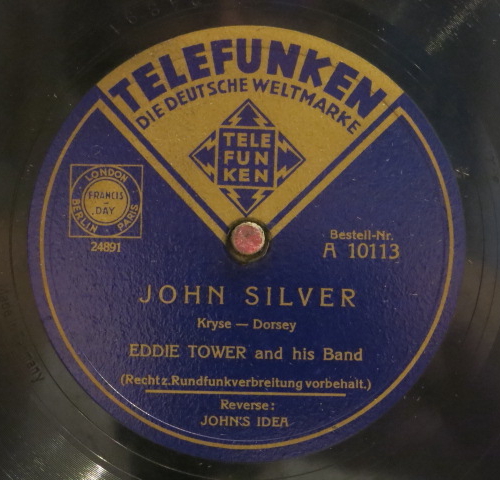 TELEFUNKEN
DIE DEUTSCHE WELTMARKE
TELE
FUN
KEN
LONDON
FRANCIS-
DAY
BERLIN - PARIS
24891
Bestell-Nr.
A 10113
JOHN SILVER
Kryse — Dorsey
EDDIE TOWER and his Band
(Recht z. Rundfunkverbreitung vorbehalt.)
Reverse:
JOHN'S IDEA